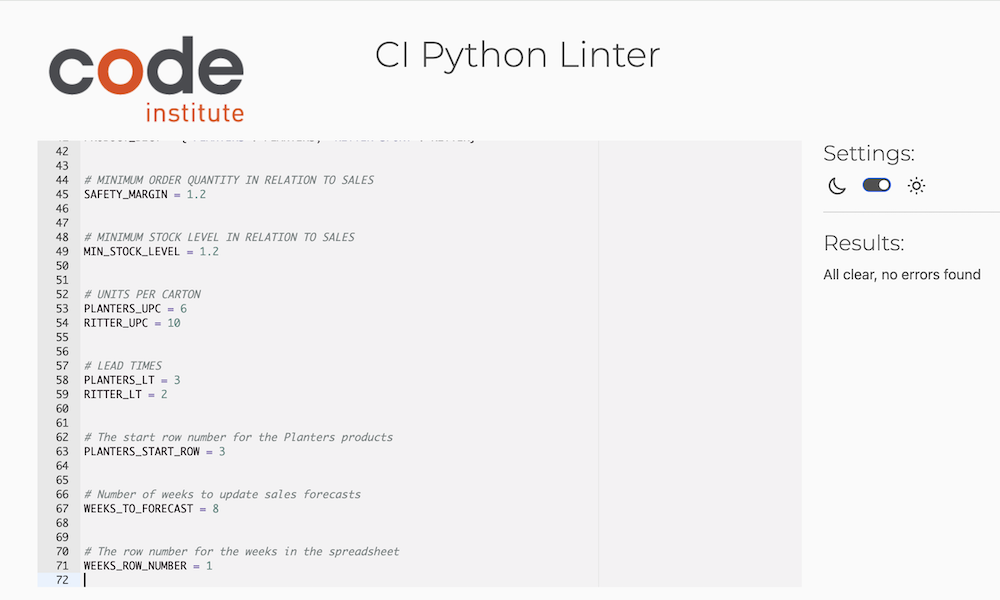 code
institute
CI Python Linter
42
43
44 # MINIMUM ORDER QUANTITY IN RELATION TO SALES
45 SAFETY_MARGIN = 1.2
46
47
48 # MINIMUM STOCK LEVEL IN RELATION TO SALES
49 MIN_STOCK_LEVEL = 1.2
50
51
52 # UNITS PER CARTON
53 PLANTERS_UPC = 6
54 RITTER_UPC = 10
55
56
57 # LEAD TIMES
58 PLANTERS_LT = 3
59 RITTER_LT = 2
60
61
62 # The start row number for the Planters products
63 PLANTERS_START_ROW = 3
64
65
66 # Number of weeks to update sales forecasts
67 WEEKS_TO_FORECAST = 8
68
69
70 # The row number for the weeks in the spreadsheet
71 WEEKS_ROW_NUMBER = 1
72
Settings:
Results:
All clear, no errors found